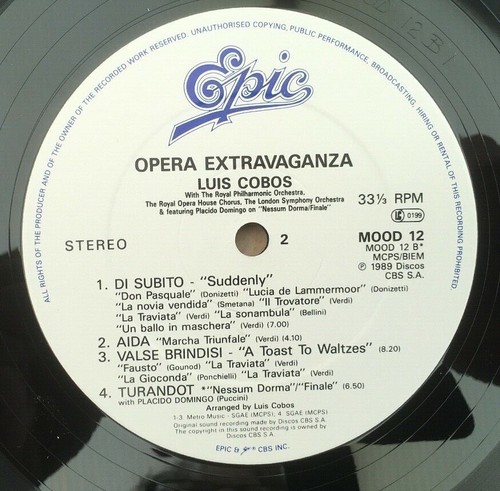 ALL RIGHTS OF THE PRODUCER AND OF THE OWNER OF THE RECORDED WORK RESERVED. UNAUTHORISED COPYING, PUBLIC PERFORMANCE, BROADCASTING, HIRING OR RENTAL OF THIS RECORDING PROHIBITED.
Epic
OPERA EXTRAVAGANZA
LUIS COBOS
With The Royal Philharmonic Orchestra,
The Royal Opera House Chorus, The London Symphony Orchestra
& featuring Placido Domingo on "Nessum Dorma/Finale"
33⅓ RPM
0199
STEREO
2
MOOD 12
MOOD 12 B*
MCPS/BIEM
℗ 1989 Discos
CBS S.A.
1. DI SUBITO - "Suddenly"
"Don Pasquale" (Donizetti) "Lucia de Lammermoor" (Donizetti)
"La novia vendida" (Smetana) "Il Trovatore" (Verdi)
"La Traviata" (Verdi) "La sonambula" (Bellini)
"Un ballo in maschera" (Verdi) (7.00)
2. AIDA "Marcha Triunfale" (Verdi) (4.10)
3. VALSE BRINDISI - "A Toast To Waltzes" (8.20)
"Fausto" (Gounod) "La Traviata" (Verdi)
"La Gioconda" (Ponchielli) "La Traviata" (Verdi)
4. TURANDOT *"Nessum Dorma"/"Finale" (6.50)
with PLACIDO DOMINGO (Puccini)
Arranged by Luis Cobos
1-3. Metro Music - SGAE (MCPS); 4. SGAE (MCPS)
Original sound recording made by Discos CBS S.A.
The copyright in this sound recording is owned by
Discos CBS S.A.
EPIC & CBS INC.